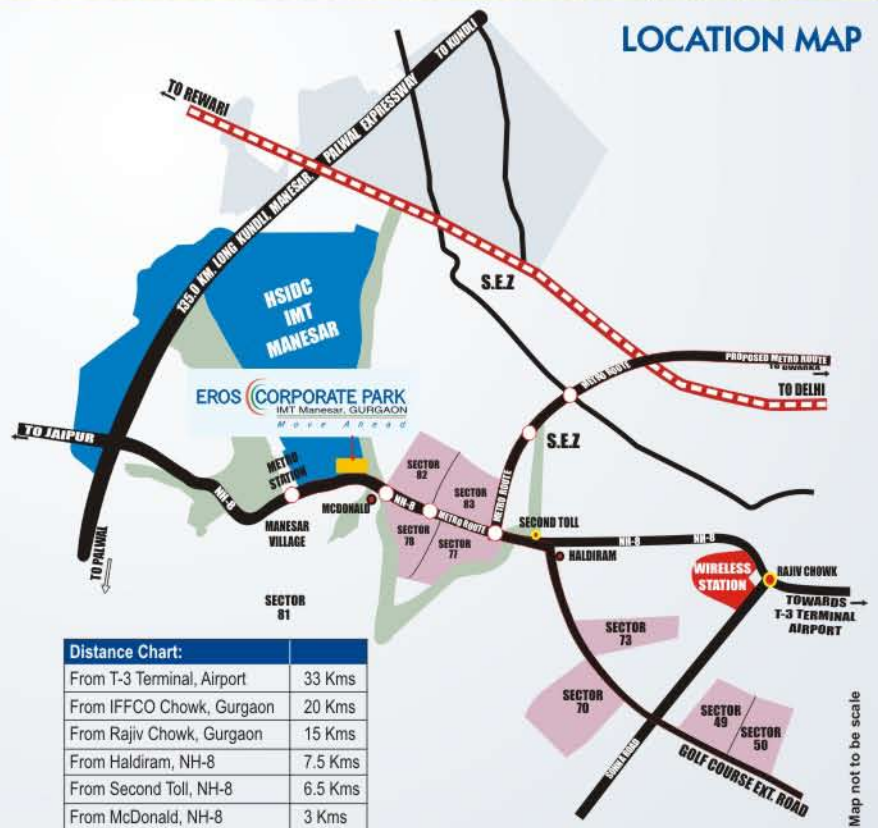 LOCATION MAP
TO KUNDLI
TO REWARI
135.0 KM. LONG KUNDLI, MANESAR, PALWAL EXPRESSWAY
S.E.Z
HSIDC
IMT
MANESAR
METRO ROUTE
PROPOSED METRO ROUTE
TO DWARKA
TO DELHI
EROS CORPORATE PARK
IMT Manesar, GURGAON
Move Ahead
TO JAIPUR
S.E.Z
METRO
STATION
SECTOR
82
SECTOR
83
METRO ROUTE
NH-8
MCDONALD
NH-8
METRO ROUTE
SECOND TOLL
MANESAR
VILLAGE
SECTOR
78
SECTOR
77
NH-8
NH-8
HALDIRAM
WIRELESS
STATION
RAJIV CHOWK
TO PALWAL
TOWARDS
T-3 TERMINAL
AIRPORT
SECTOR
81
SECTOR
73
SECTOR
70
SECTOR
49
SECTOR
50
SOHNA ROAD
GOLF COURSE EXT. ROAD
Distance Chart:
From T-3 Terminal, Airport 33 Kms
From IFFCO Chowk, Gurgaon 20 Kms
From Rajiv Chowk, Gurgaon 15 Kms
From Haldiram, NH-8 7.5 Kms
From Second Toll, NH-8 6.5 Kms
From McDonald, NH-8 3 Kms
Map not to be scale